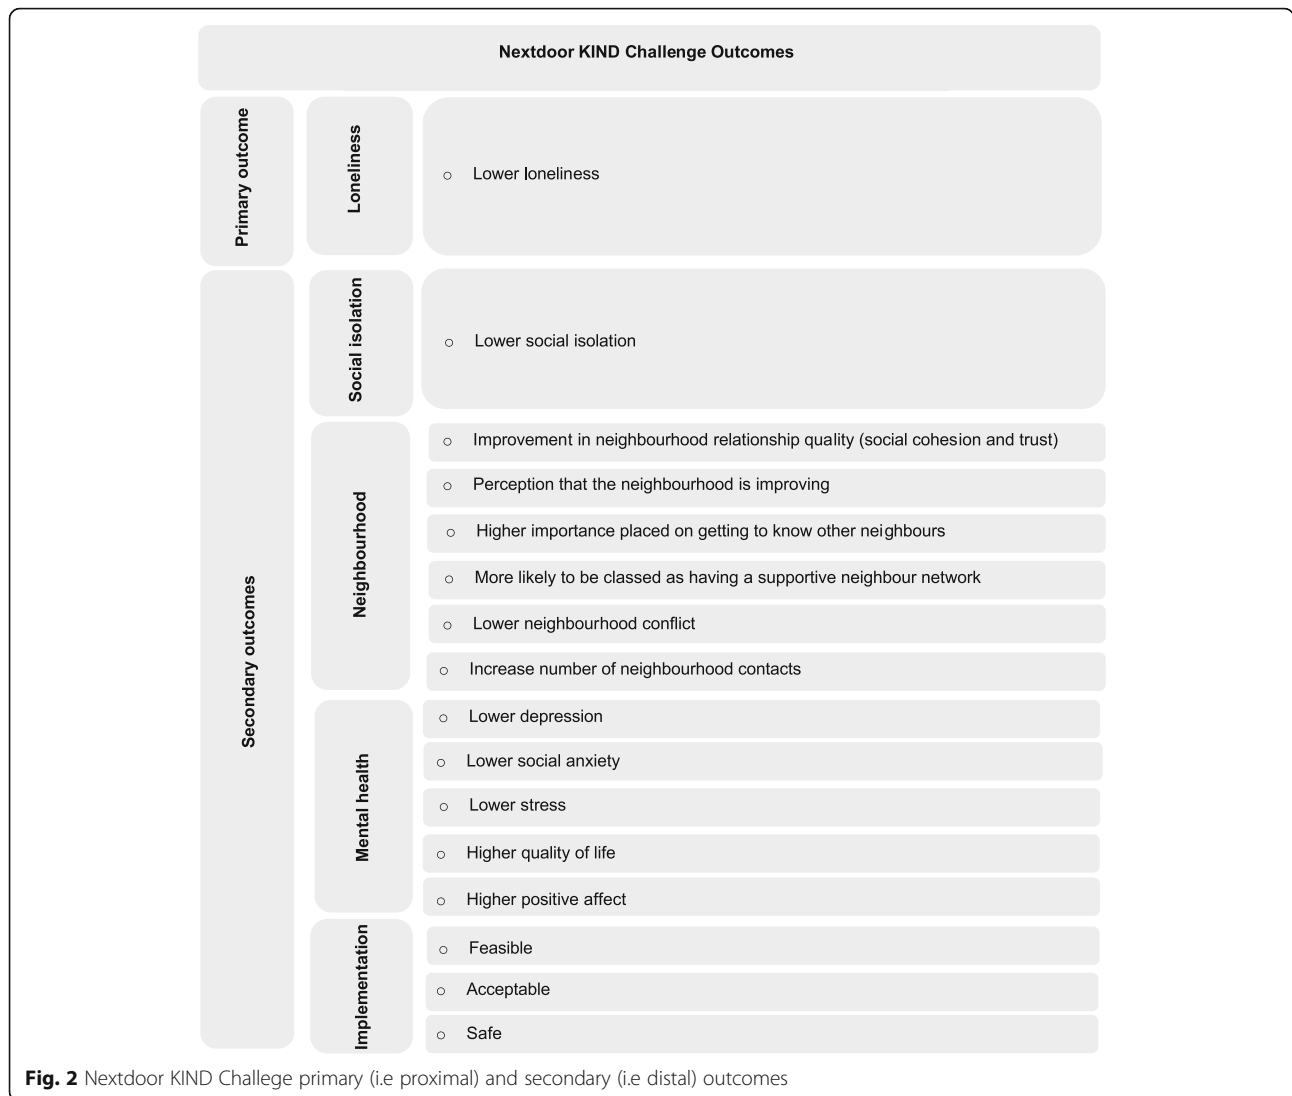 Nextdoor KIND Challenge Outcomes
Primary outcome
Loneliness
○ Lower loneliness
Secondary outcomes
Social isolation
○ Lower social isolation
Neighbourhood
○ Improvement in neighbourhood relationship quality (social cohesion and trust)
○ Perception that the neighbourhood is improving
○ Higher importance placed on getting to know other neighbours
○ More likely to be classed as having a supportive neighbour network
○ Lower neighbourhood conflict
○ Increase number of neighbourhood contacts
Mental health
○ Lower depression
○ Lower social anxiety
○ Lower stress
○ Higher quality of life
○ Higher positive affect
Implementation
○ Feasible
○ Acceptable
○ Safe
Fig. 2 Nextdoor KIND Challege primary (i.e proximal) and secondary (i.e distal) outcomes